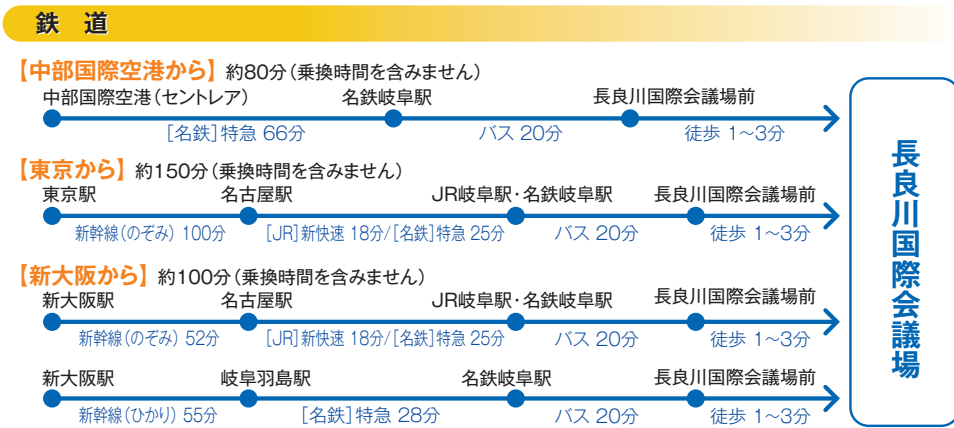 鉄 道
【中部国際空港から】 約80分（乗換時間を含みません）
中部国際空港（セントレア） 名鉄岐阜駅 長良川国際会議場前
［名鉄］特急 66分 バス 20分 徒歩 1〜3分
【東京から】 約150分（乗換時間を含みません）
東京駅 名古屋駅 JR岐阜駅・名鉄岐阜駅 長良川国際会議場前
新幹線（のぞみ） 100分 ［JR］新快速 18分/［名鉄］特急 25分 バス 20分 徒歩 1〜3分
【新大阪から】 約100分（乗換時間を含みません）
新大阪駅 名古屋駅 JR岐阜駅・名鉄岐阜駅 長良川国際会議場前
新幹線（のぞみ） 52分 ［JR］新快速 18分/［名鉄］特急 25分 バス 20分 徒歩 1〜3分
新大阪駅 岐阜羽島駅 名鉄岐阜駅 長良川国際会議場前
新幹線（ひかり） 55分 ［名鉄］特急 28分 バス 20分 徒歩 1〜3分
長良川国際会議場